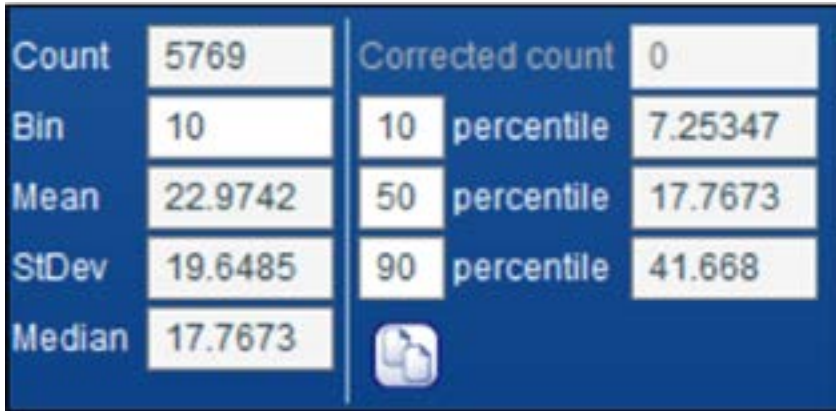 Count 5769
Bin 10
Mean 22.9742
StDev 19.6485
Median 17.7673
Corrected count 0
10 percentile 7.25347
50 percentile 17.7673
90 percentile 41.668